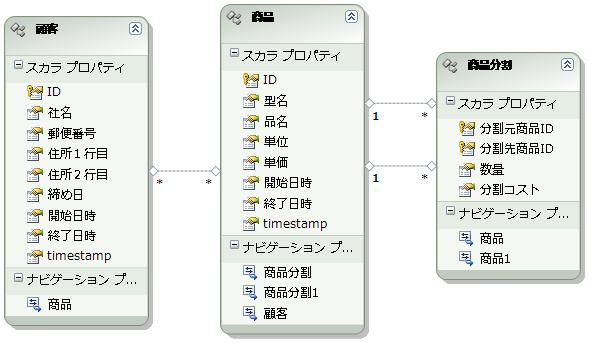 顧客
スカラ プロパティ
ID
社名
郵便番号
住所１行目
住所２行目
締め日
開始日時
終了日時
timestamp
ナビゲーション プ...
商品
*
*
商品
スカラ プロパティ
ID
型名
品名
単位
単価
開始日時
終了日時
timestamp
ナビゲーション プ...
商品分割
商品分割1
顧客
1
*
1
*
商品分割
スカラ プロパティ
分割元商品ID
分割先商品ID
数量
分割コスト
ナビゲーション プ...
商品
商品1